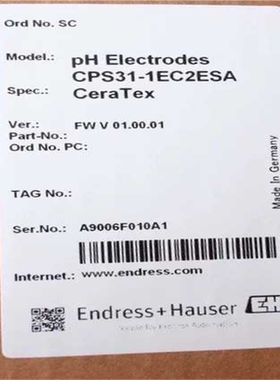 Ord No. SC
Model.: pH Electrodes
CPS31-1EC2ESA
Spec.: CeraTex
Ver.: FW V 01.00.01
Part-No.:
Ord No. PC:
TAG No.:
Ser.No.: A9006F010A1
Internet.: www.endress.com
Endress+Hauser
EH
Made In Germany